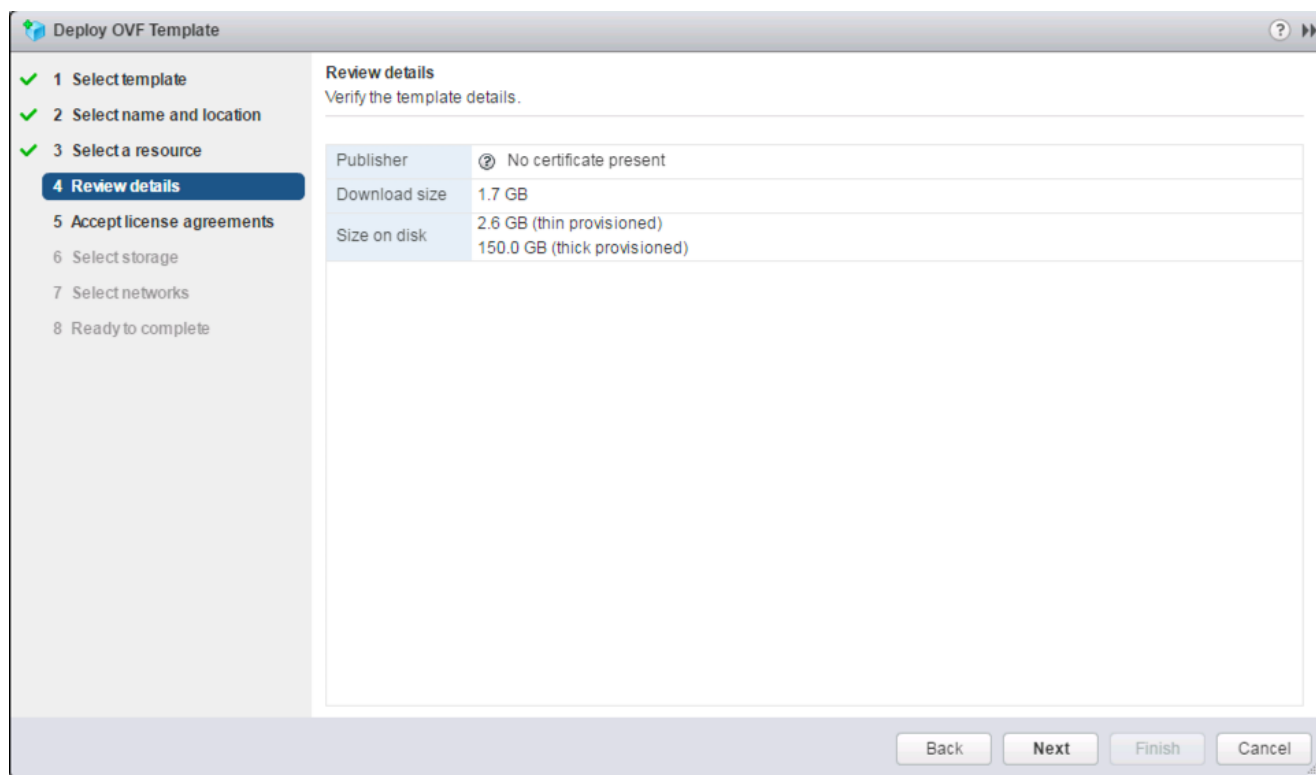 Deploy OVF Template
1 Select template
2 Select name and location
3 Select a resource
4 Review details
5 Accept license agreements
6 Select storage
7 Select networks
8 Ready to complete
Review details
Verify the template details.
Publisher ? No certificate present
Download size 1.7 GB
Size on disk 2.6 GB (thin provisioned)
150.0 GB (thick provisioned)
Back Next Finish Cancel